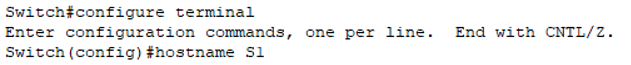 Switch#configure terminal
Enter configuration commands, one per line.  End with CNTL/Z.
Switch(config)#hostname S1